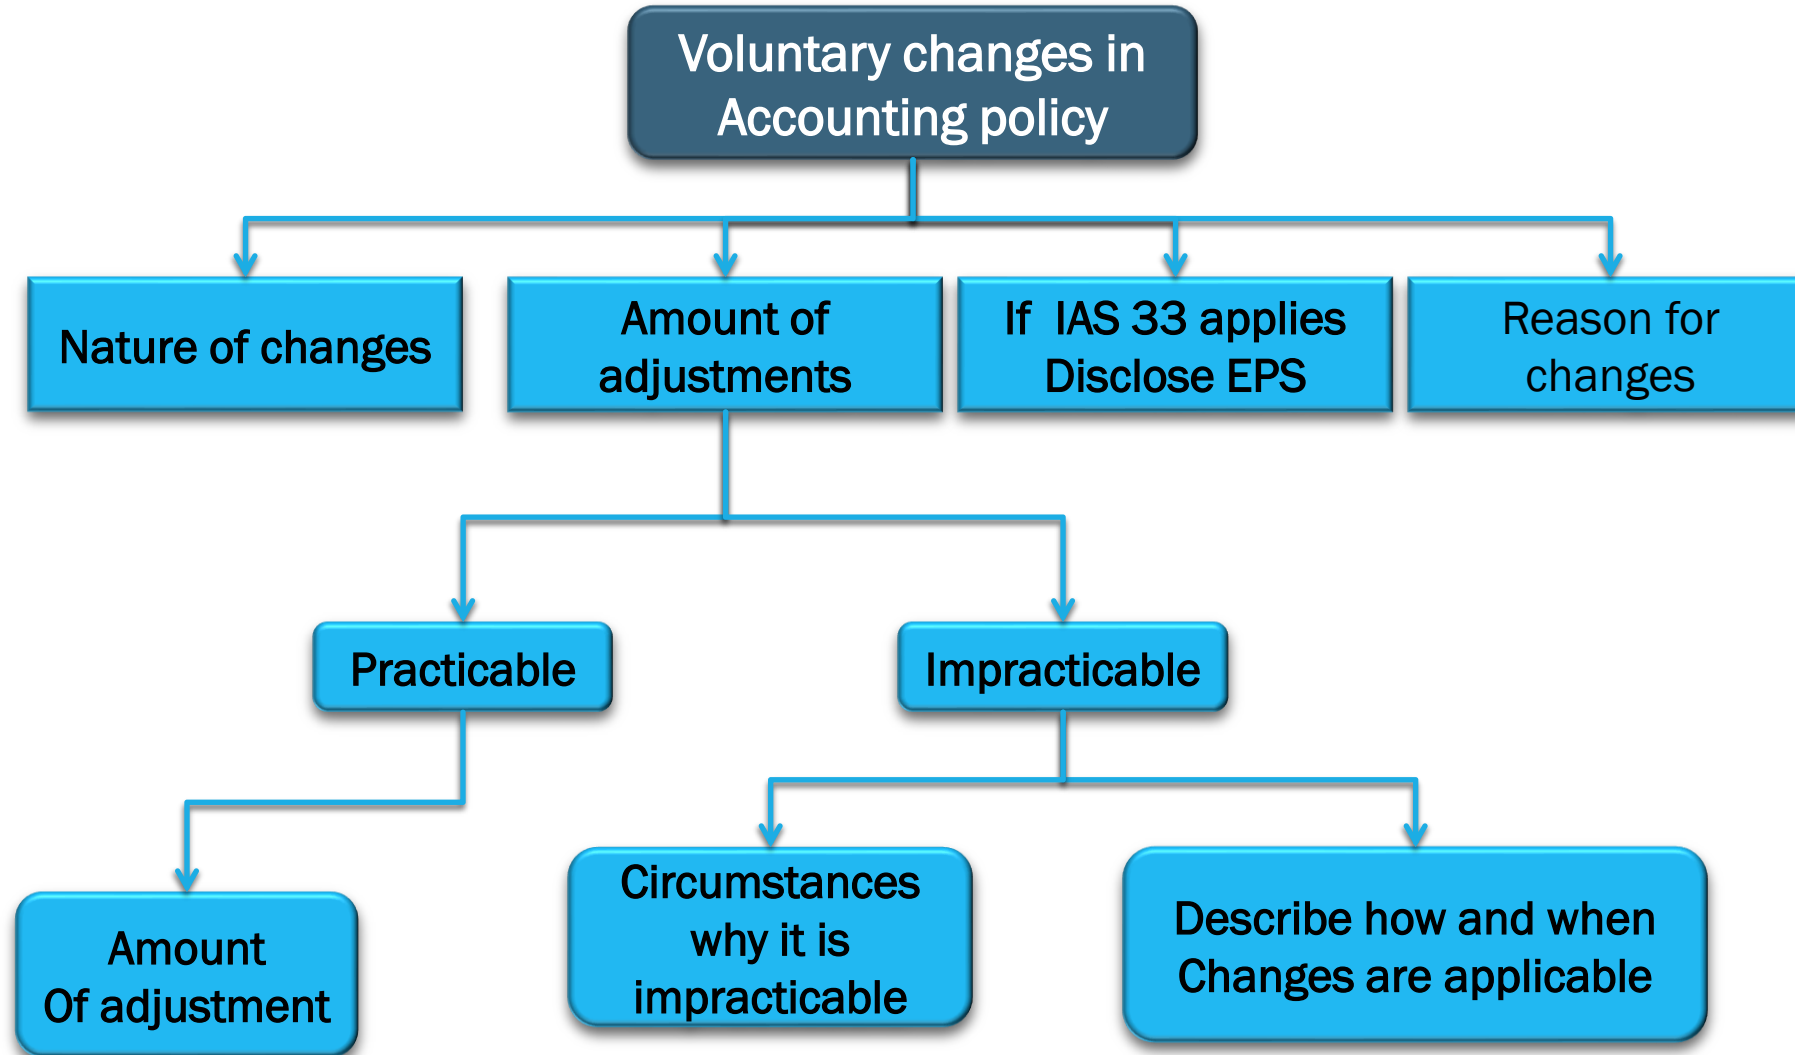 Voluntary changes in
Accounting policy
Nature of changes
Amount of
adjustments
If IAS 33 applies
Disclose EPS
Reason for
changes
Practicable
Impracticable
Amount
Of adjustment
Circumstances
why it is
impracticable
Describe how and when
Changes are applicable